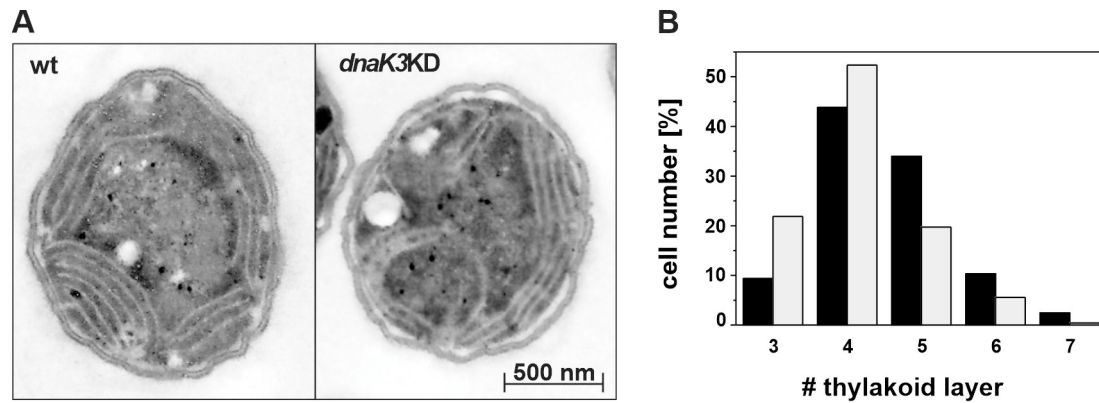 A
wt
dnaK3KD
500 nm
B
cell number [%]
50
40
30
20
10
0
3 4 5 6 7
# thylakoid layer